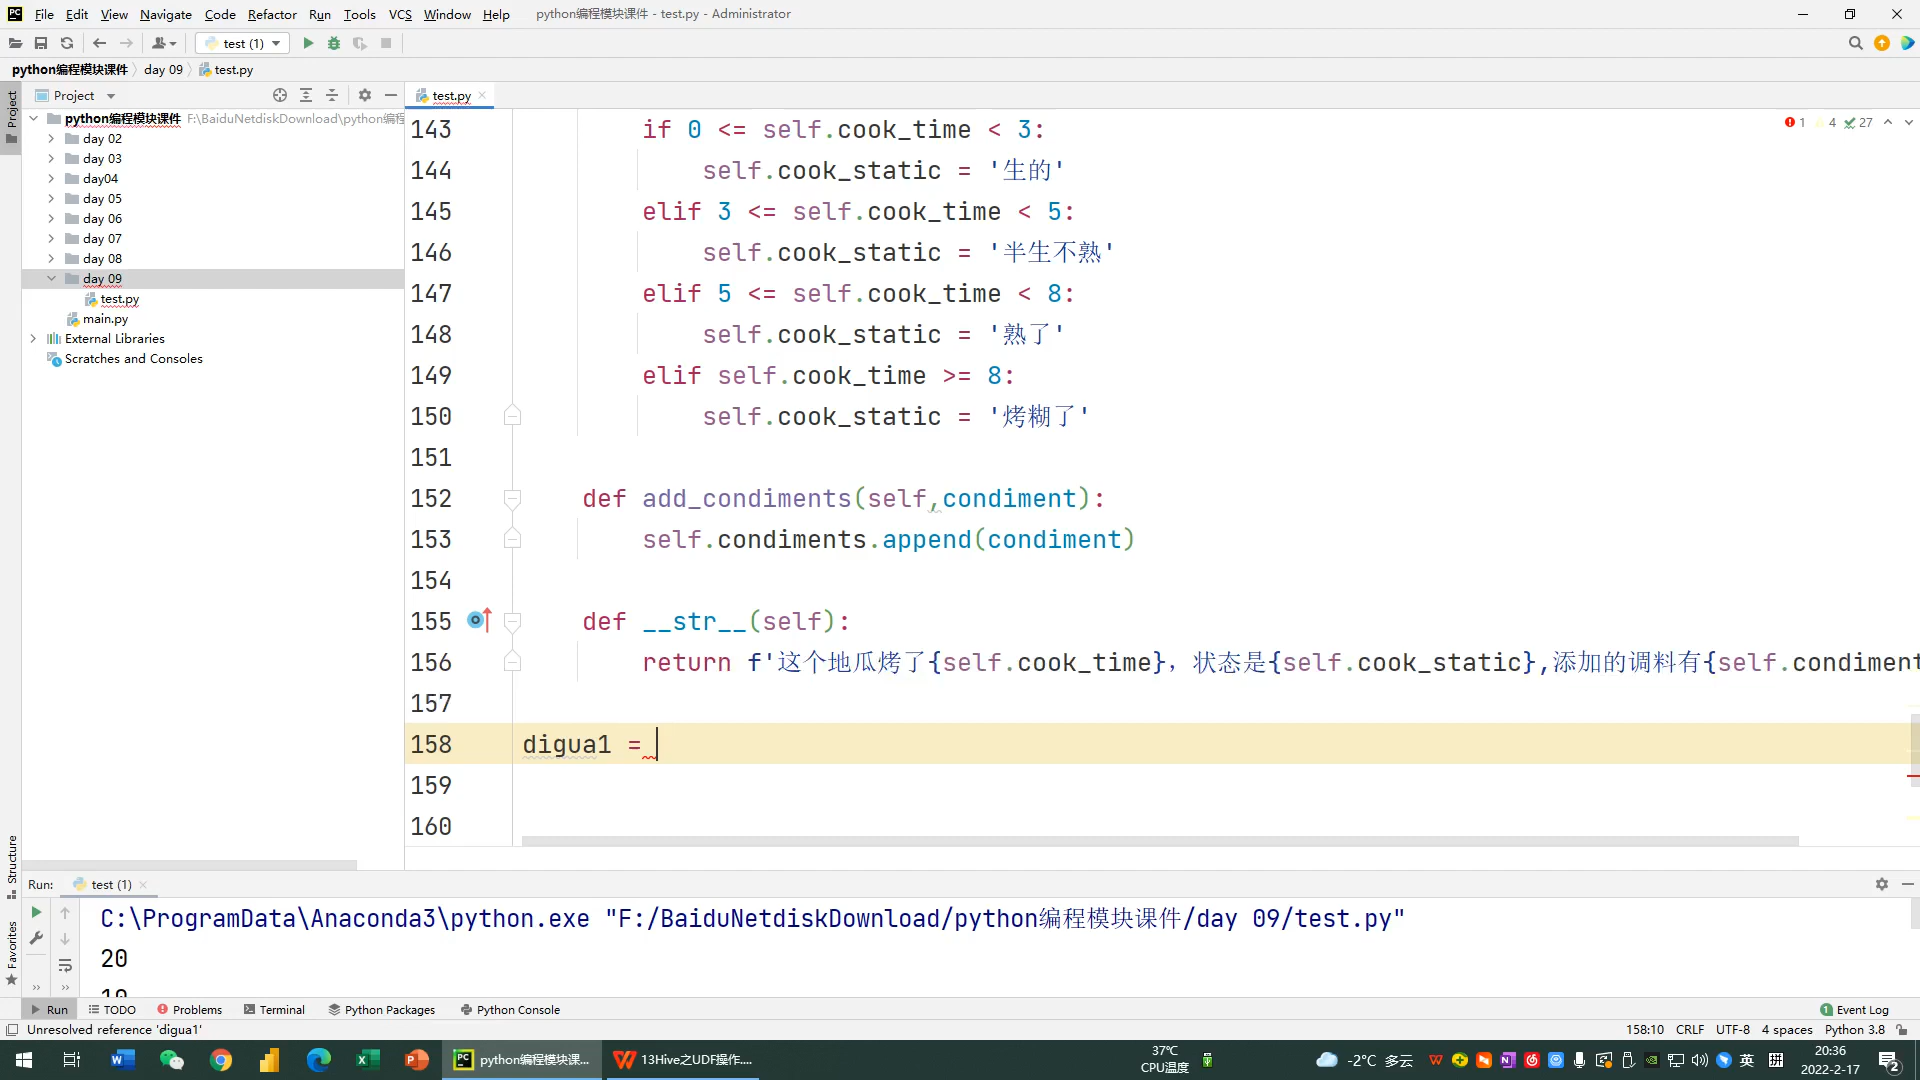 File Edit View Navigate Code Refactor Run Tools VCS Window Help python编程模块课件 - test.py - Administrator
test (1)
python编程模块课件 day 09 test.py
Project test.py
python编程模块课件 F:\BaiduNetdiskDownload\python编程
day 02
day 03
day04
day 05
day 06
day 07
day 08
day 09
test.py
main.py
External Libraries
Scratches and Consoles
Project
Structure
Favorites
1 4 27
143 if 0 <= self.cook_time < 3:
144 self.cook_static = '生的'
145 elif 3 <= self.cook_time < 5:
146 self.cook_static = '半生不熟'
147 elif 5 <= self.cook_time < 8:
148 self.cook_static = '熟了'
149 elif self.cook_time >= 8:
150 self.cook_static = '烤糊了'
151
152 def add_condiments(self,condiment):
153 self.condiments.append(condiment)
154
155 def __str__(self):
156 return f'这个地瓜烤了{self.cook_time}，状态是{self.cook_static},添加的调料有{self.condiment
157
158 digua1 =
159
160
Run: test (1)
C:\ProgramData\Anaconda3\python.exe "F:/BaiduNetdiskDownload/python编程模块课件/day 09/test.py"
20
10
Run TODO Problems Terminal Python Packages Python Console 1 Event Log
Unresolved reference 'digua1' 158:10 CRLF UTF-8 4 spaces Python 3.8
python编程模块课... 13Hive之UDF操作.... 37℃ -2°C 多云 英 拼 20:36
CPU温度 2022-2-17 2